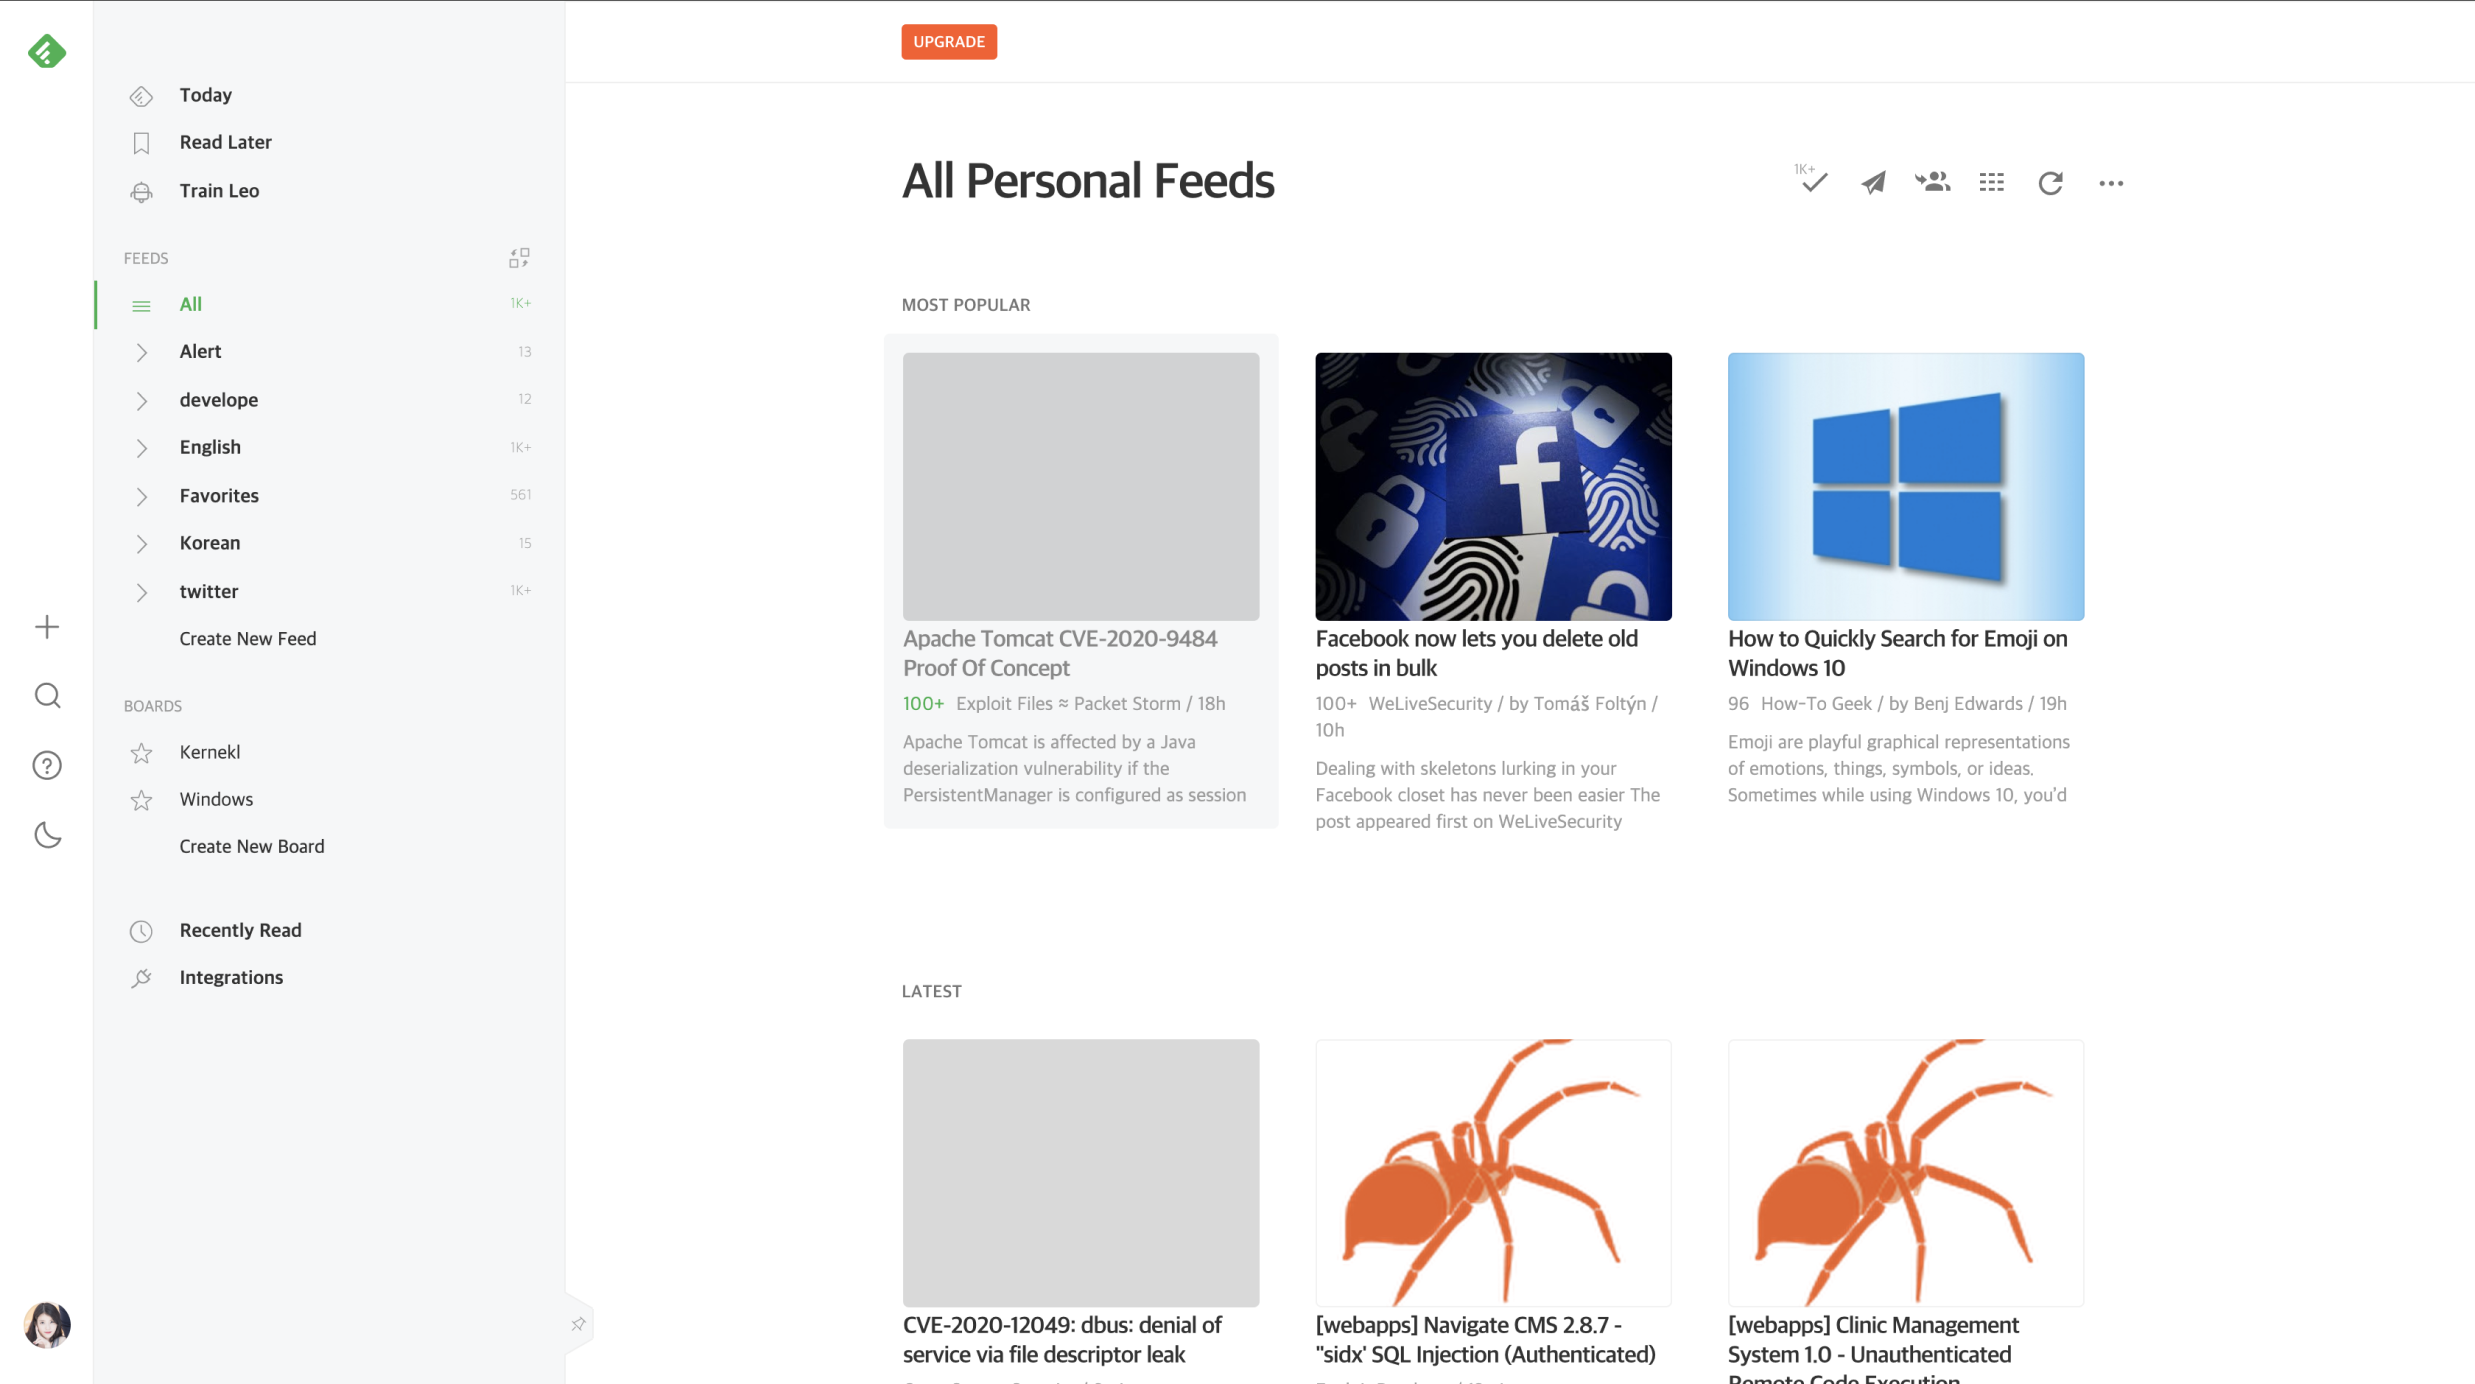 UPGRADE
Today
Read Later
Train Leo
FEEDS
All 1K+
Alert 13
develope 12
English 1K+
Favorites 561
Korean 15
twitter 1K+
Create New Feed
BOARDS
Kernekl
Windows
Create New Board
Recently Read
Integrations
All Personal Feeds
1K+
MOST POPULAR
Apache Tomcat CVE-2020-9484
Proof Of Concept
100+ Exploit Files ≈ Packet Storm / 18h
Apache Tomcat is affected by a Java
deserialization vulnerability if the
PersistentManager is configured as session
Facebook now lets you delete old
posts in bulk
100+ WeLiveSecurity / by Tomáš Foltýn /
10h
Dealing with skeletons lurking in your
Facebook closet has never been easier The
post appeared first on WeLiveSecurity
How to Quickly Search for Emoji on
Windows 10
96 How-To Geek / by Benj Edwards / 19h
Emoji are playful graphical representations
of emotions, things, symbols, or ideas.
Sometimes while using Windows 10, you'd
LATEST
CVE-2020-12049: dbus: denial of
service via file descriptor leak
[webapps] Navigate CMS 2.8.7 -
''sidx' SQL Injection (Authenticated)
[webapps] Clinic Management
System 1.0 - Unauthenticated
Remote Code Execution